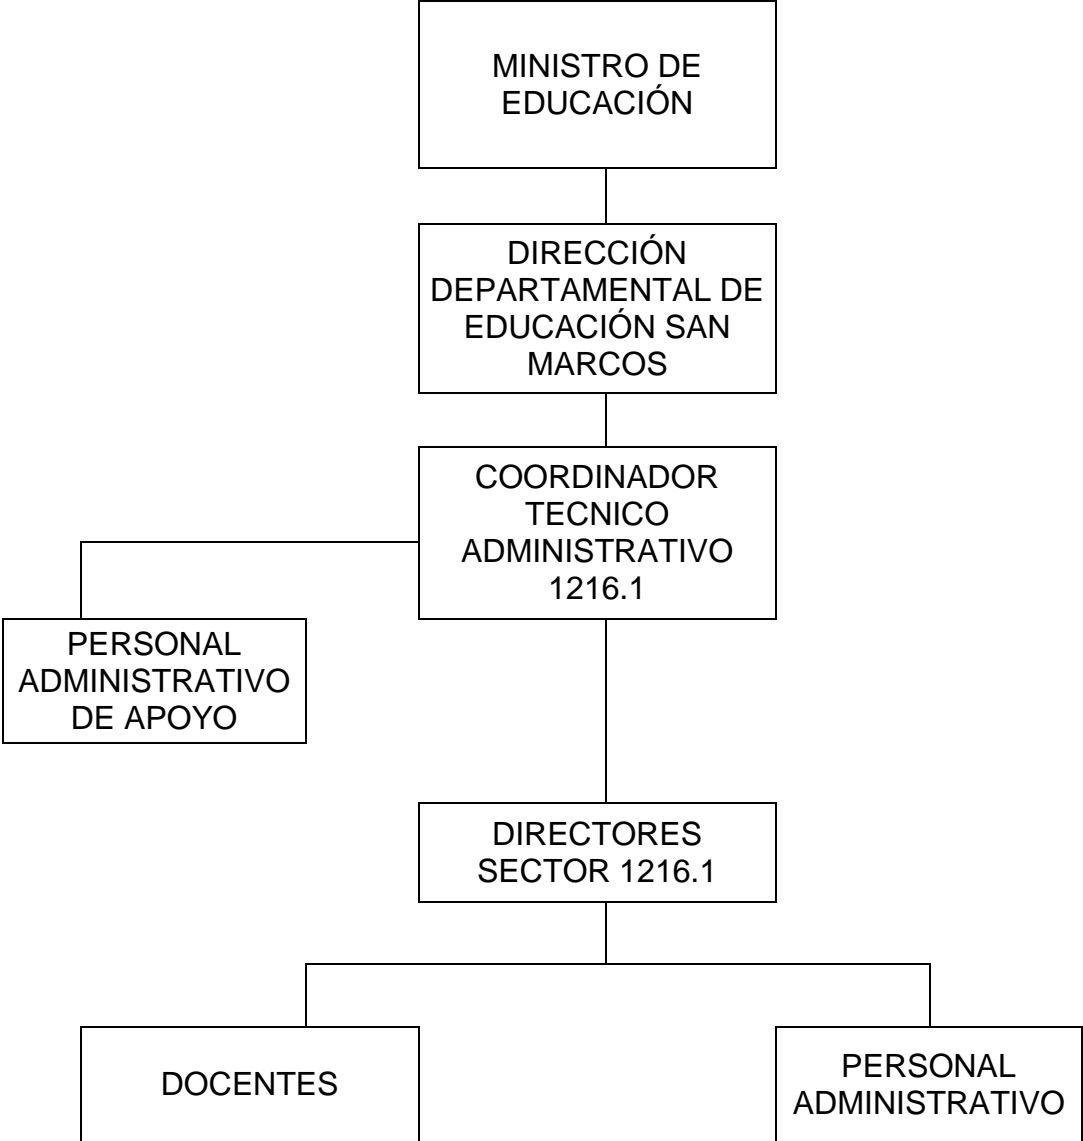 MINISTRO DE
EDUCACIÓN
DIRECCIÓN
DEPARTAMENTAL DE
EDUCACIÓN SAN
MARCOS
COORDINADOR
TECNICO
ADMINISTRATIVO
1216.1
PERSONAL
ADMINISTRATIVO
DE APOYO
DIRECTORES
SECTOR 1216.1
DOCENTES
PERSONAL
ADMINISTRATIVO